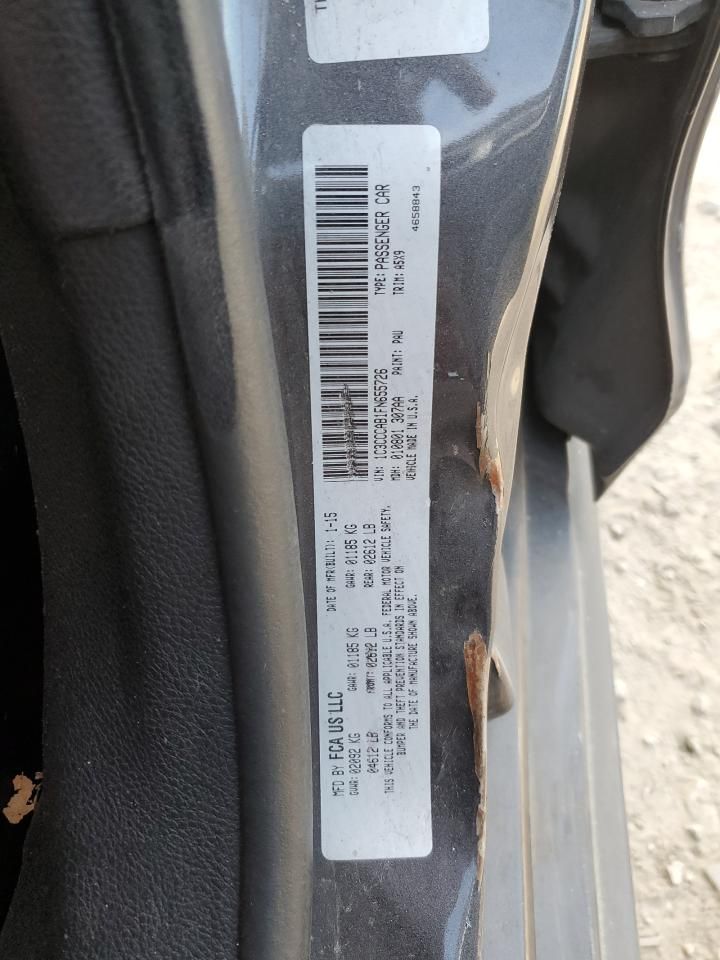 MFD BY FCA US LLC DATE OF MFR(BUILT): 1-15
GVWR: 02092 KG GAWR: 01185 KG GAWR: 01185 KG
04612 LB FRONT: 02612 LB REAR: 02612 LB
THIS VEHICLE CONFORMS TO ALL APPLICABLE U.S.A. FEDERAL MOTOR VEHICLE SAFETY,
BUMPER AND THEFT PREVENTION STANDARDS IN EFFECT ON
THE DATE OF MANUFACTURE SHOWN ABOVE.
VIN: 1C3CCCAB1FN655726 TYPE: PASSENGER CAR
MDH: 010801 307AA PAINT: PAU TRIM: A5X9
VEHICLE MADE IN U.S.A.
4658843